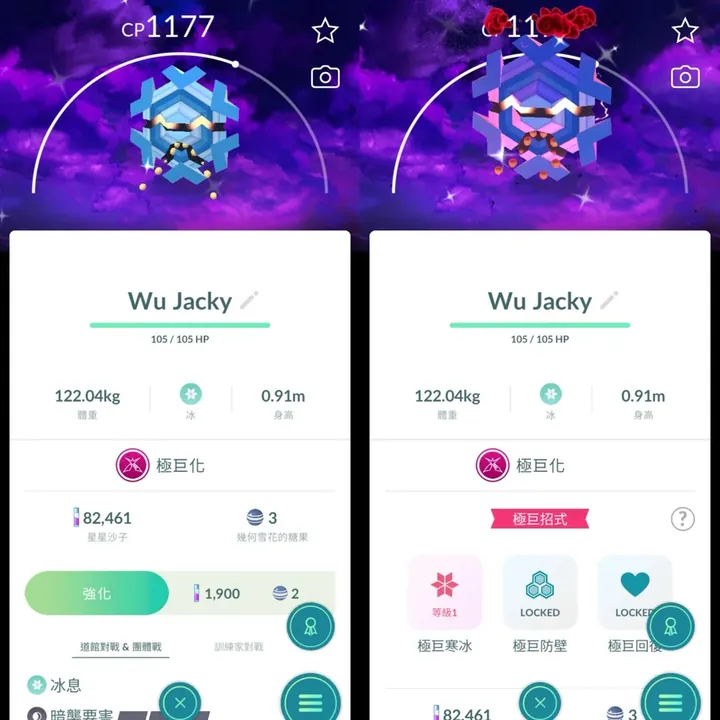 CP1177
Wu Jacky
105 / 105 HP
122.04kg
0.91m
體重
冰
身高
極巨化
82,461
3
星星沙子
幾何雪花的糖果
強化
1,900
2
道館對戰 & 團體戰
訓練家對戰
冰息
暗襲要害
Wu Jacky
105 / 105 HP
122.04kg
0.91m
體重
冰
身高
極巨化
極巨招式
?
等級1
LOCKED
LOCKED
極巨寒冰
極巨防壁
極巨回復
82,461
3